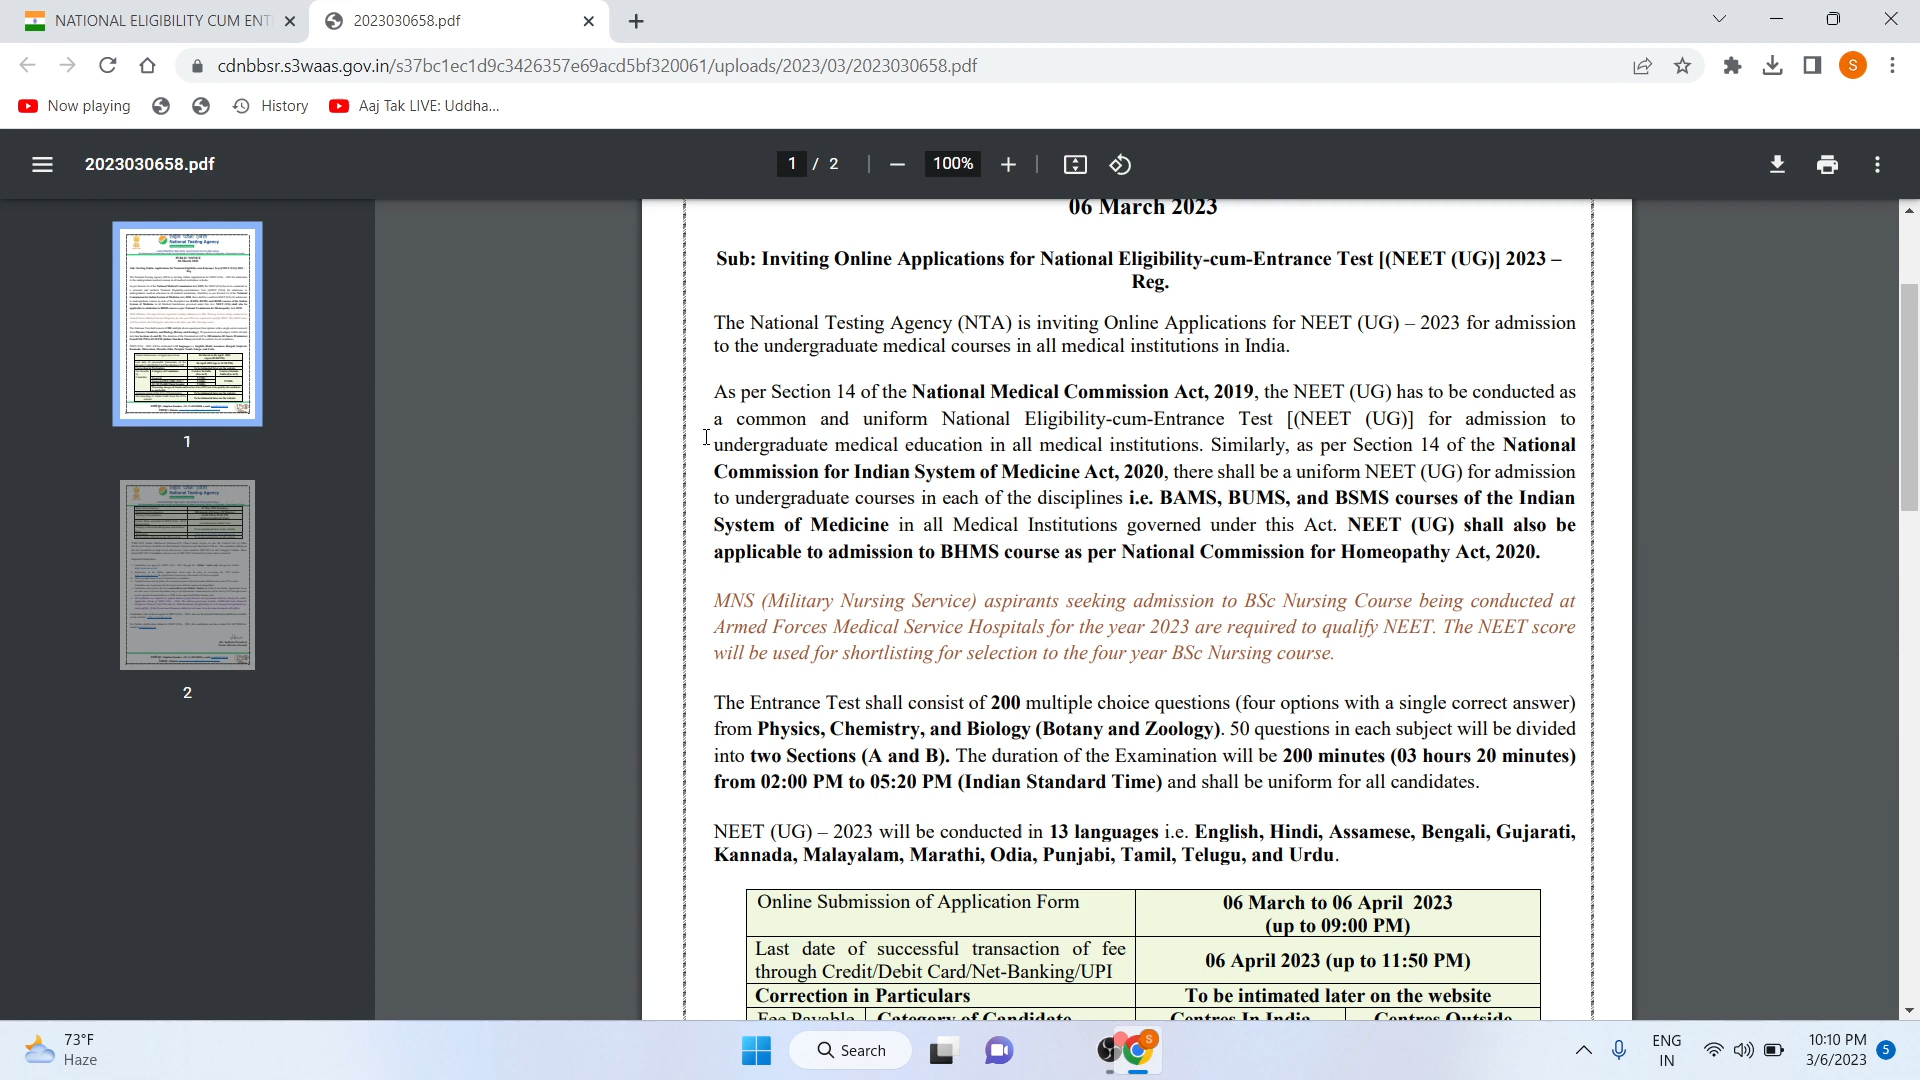 NATIONAL ELIGIBILITY CUM ENT
2023030658.pdf
cdnbbsr.s3waas.gov.in/s37bc1ec1d9c3426357e69acd5bf320061/uploads/2023/03/2023030658.pdf
S
Now playing
History
Aaj Tak LIVE: Uddha...
2023030658.pdf
1 / 2
100%
06 March 2023
Sub: Inviting Online Applications for National Eligibility-cum-Entrance Test [(NEET (UG)] 2023 –
Reg.
The National Testing Agency (NTA) is inviting Online Applications for NEET (UG) – 2023 for admission
to the undergraduate medical courses in all medical institutions in India.
As per Section 14 of the National Medical Commission Act, 2019, the NEET (UG) has to be conducted as
a common and uniform National Eligibility-cum-Entrance Test [(NEET (UG)] for admission to
undergraduate medical education in all medical institutions. Similarly, as per Section 14 of the National
Commission for Indian System of Medicine Act, 2020, there shall be a uniform NEET (UG) for admission
to undergraduate courses in each of the disciplines i.e. BAMS, BUMS, and BSMS courses of the Indian
System of Medicine in all Medical Institutions governed under this Act. NEET (UG) shall also be
applicable to admission to BHMS course as per National Commission for Homeopathy Act, 2020.
MNS (Military Nursing Service) aspirants seeking admission to BSc Nursing Course being conducted at
Armed Forces Medical Service Hospitals for the year 2023 are required to qualify NEET. The NEET score
will be used for shortlisting for selection to the four year BSc Nursing course.
The Entrance Test shall consist of 200 multiple choice questions (four options with a single correct answer)
from Physics, Chemistry, and Biology (Botany and Zoology). 50 questions in each subject will be divided
into two Sections (A and B). The duration of the Examination will be 200 minutes (03 hours 20 minutes)
from 02:00 PM to 05:20 PM (Indian Standard Time) and shall be uniform for all candidates.
NEET (UG) – 2023 will be conducted in 13 languages i.e. English, Hindi, Assamese, Bengali, Gujarati,
Kannada, Malayalam, Marathi, Odia, Punjabi, Tamil, Telugu, and Urdu.
Online Submission of Application Form
06 March to 06 April 2023
(up to 09:00 PM)
Last date of successful transaction of fee
through Credit/Debit Card/Net-Banking/UPI
06 April 2023 (up to 11:50 PM)
Correction in Particulars
To be intimated later on the website
Fee Payable
Category of Candidate
Centres In India
Centres Outside
1
2
73°F
Haze
Search
S
ENG
IN
10:10 PM
3/6/2023
5